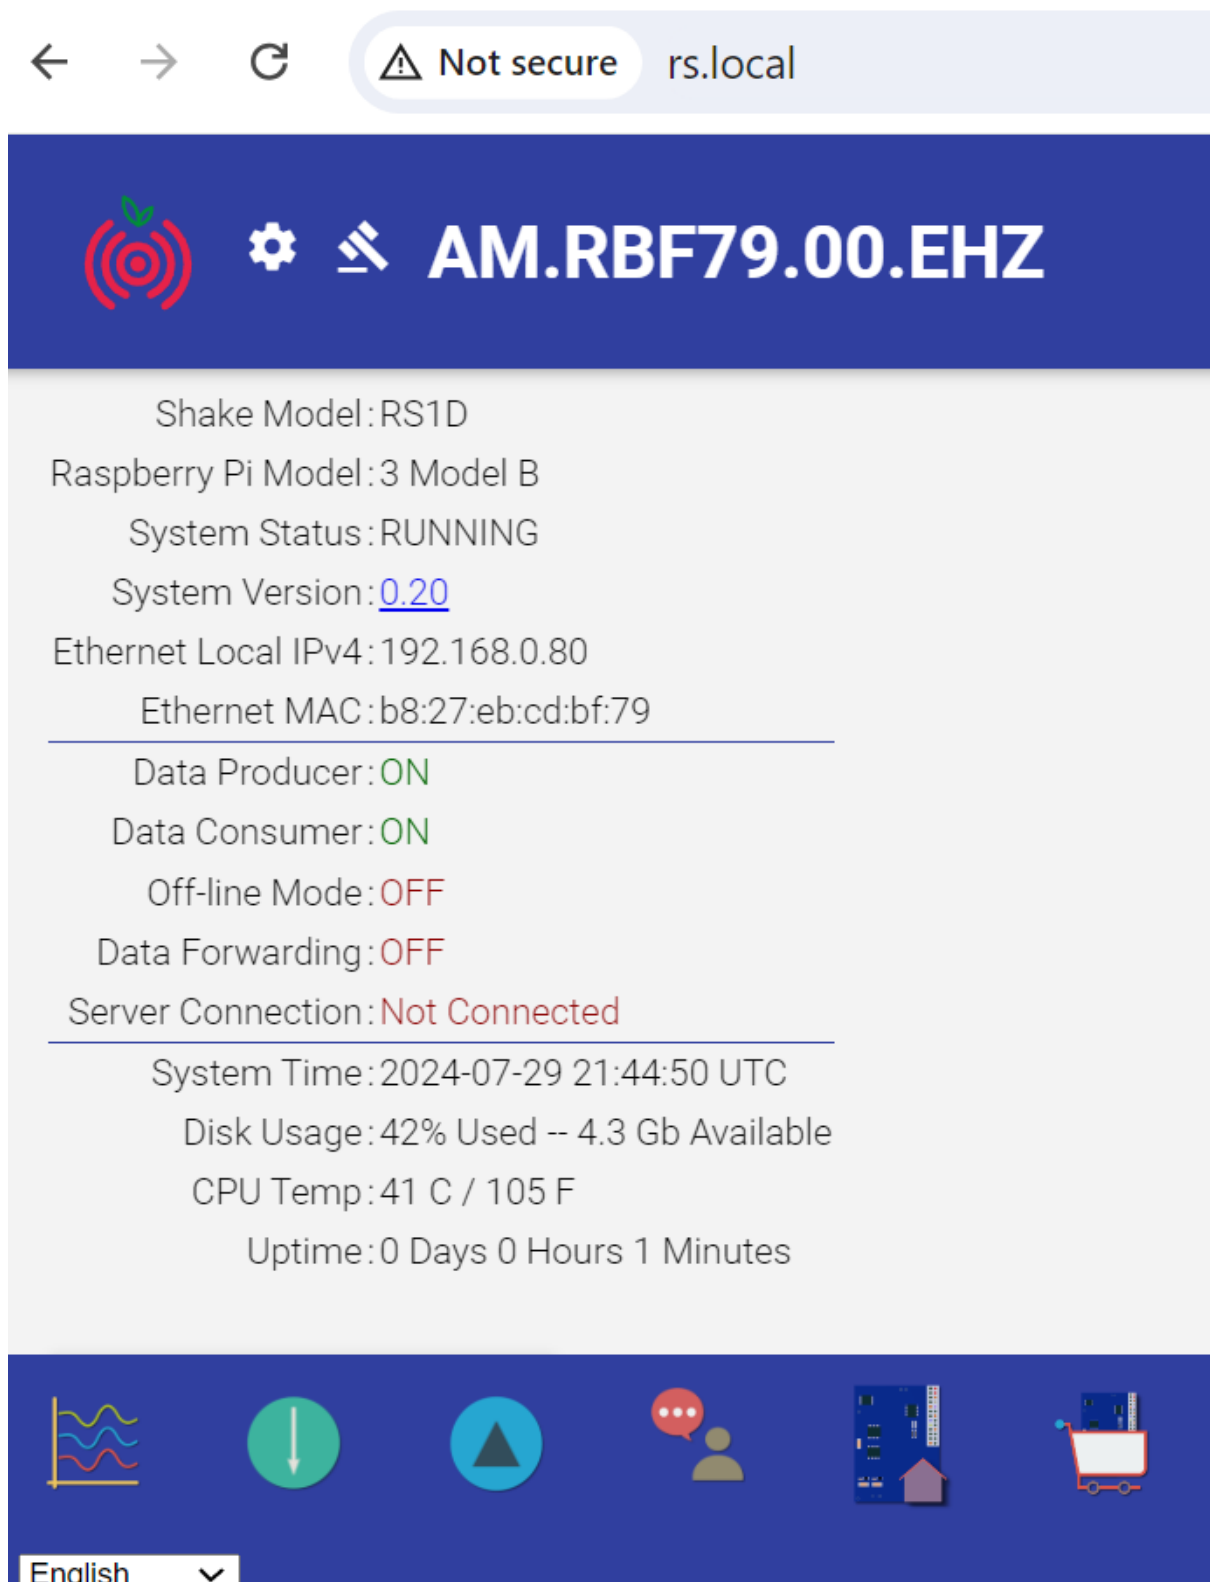 Not secure rs.local
AM.RBF79.00.EHZ
Shake Model: RS1D
Raspberry Pi Model: 3 Model B
System Status: RUNNING
System Version: 0.20
Ethernet Local IPv4: 192.168.0.80
Ethernet MAC: b8:27:eb:cd:bf:79
Data Producer: ON
Data Consumer: ON
Off-line Mode: OFF
Data Forwarding: OFF
Server Connection: Not Connected
System Time: 2024-07-29 21:44:50 UTC
Disk Usage: 42% Used -- 4.3 Gb Available
CPU Temp: 41 C / 105 F
Uptime: 0 Days 0 Hours 1 Minutes
English